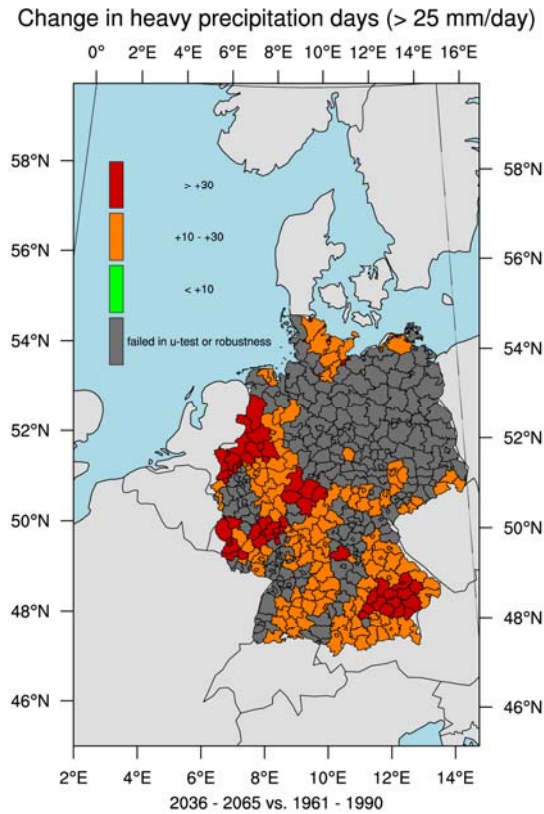 Change in heavy precipitation days (> 25 mm/day)
0° 2°E 4°E 6°E 8°E 10°E 12°E 14°E 16°E
58°N 58°N
> +30
56°N 56°N
+10 - +30
< +10
54°N 54°N
failed in u-test or robustness
52°N 52°N
50°N 50°N
48°N 48°N
46°N 46°N
2°E 4°E 6°E 8°E 10°E 12°E 14°E
2036 - 2065 vs. 1961 - 1990